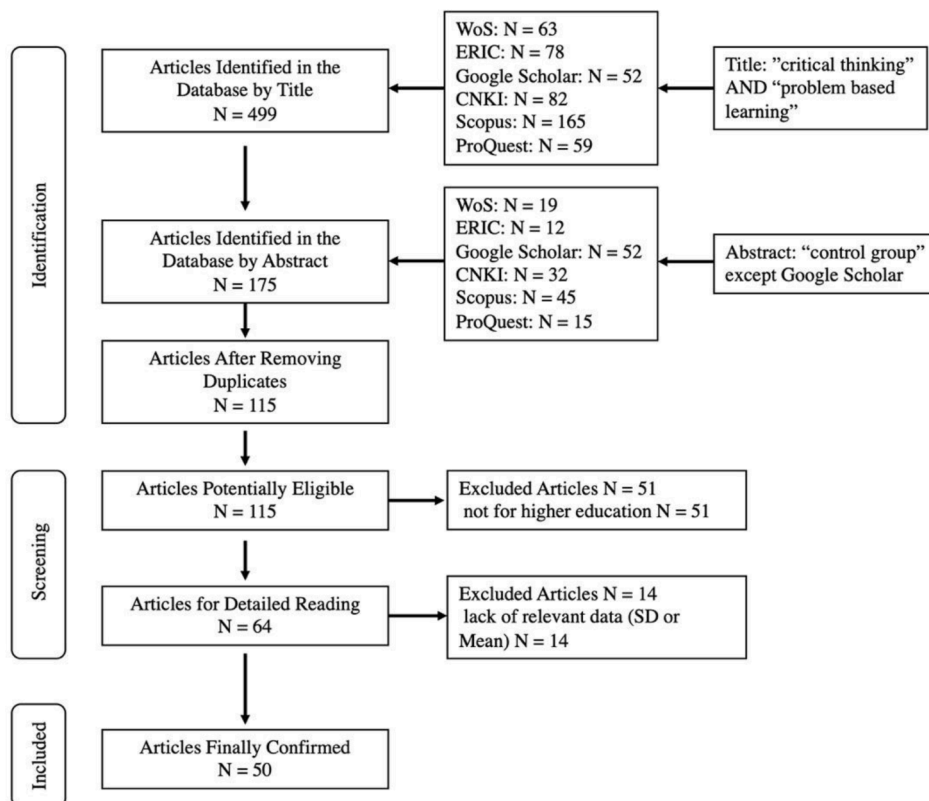 Identification
Articles Identified in the
Database by Title
N = 499
WoS: N = 63
ERIC: N = 78
Google Scholar: N = 52
CNKI: N = 82
Scopus: N = 165
ProQuest: N = 59
Title: ”critical thinking”
AND “problem based
learning”
Articles Identified in the
Database by Abstract
N = 175
WoS: N = 19
ERIC: N = 12
Google Scholar: N = 52
CNKI: N = 32
Scopus: N = 45
ProQuest: N = 15
Abstract: “control group”
except Google Scholar
Articles After Removing
Duplicates
N = 115
Screening
Articles Potentially Eligible
N = 115
Excluded Articles N = 51
not for higher education N = 51
Articles for Detailed Reading
N = 64
Excluded Articles N = 14
lack of relevant data (SD or
Mean) N = 14
Included
Articles Finally Confirmed
N = 50